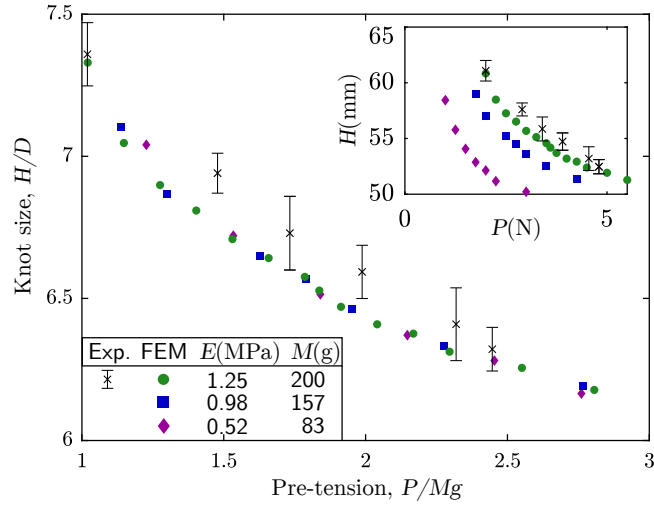 7.5
7
6.5
6
Knot size, H/D
65
60
55
50
H(mm)
0 5
P(N)
Exp. FEM E(MPa) M(g)
1.25 200
0.98 157
0.52 83
1 1.5 2 2.5 3
Pre-tension, P/Mg